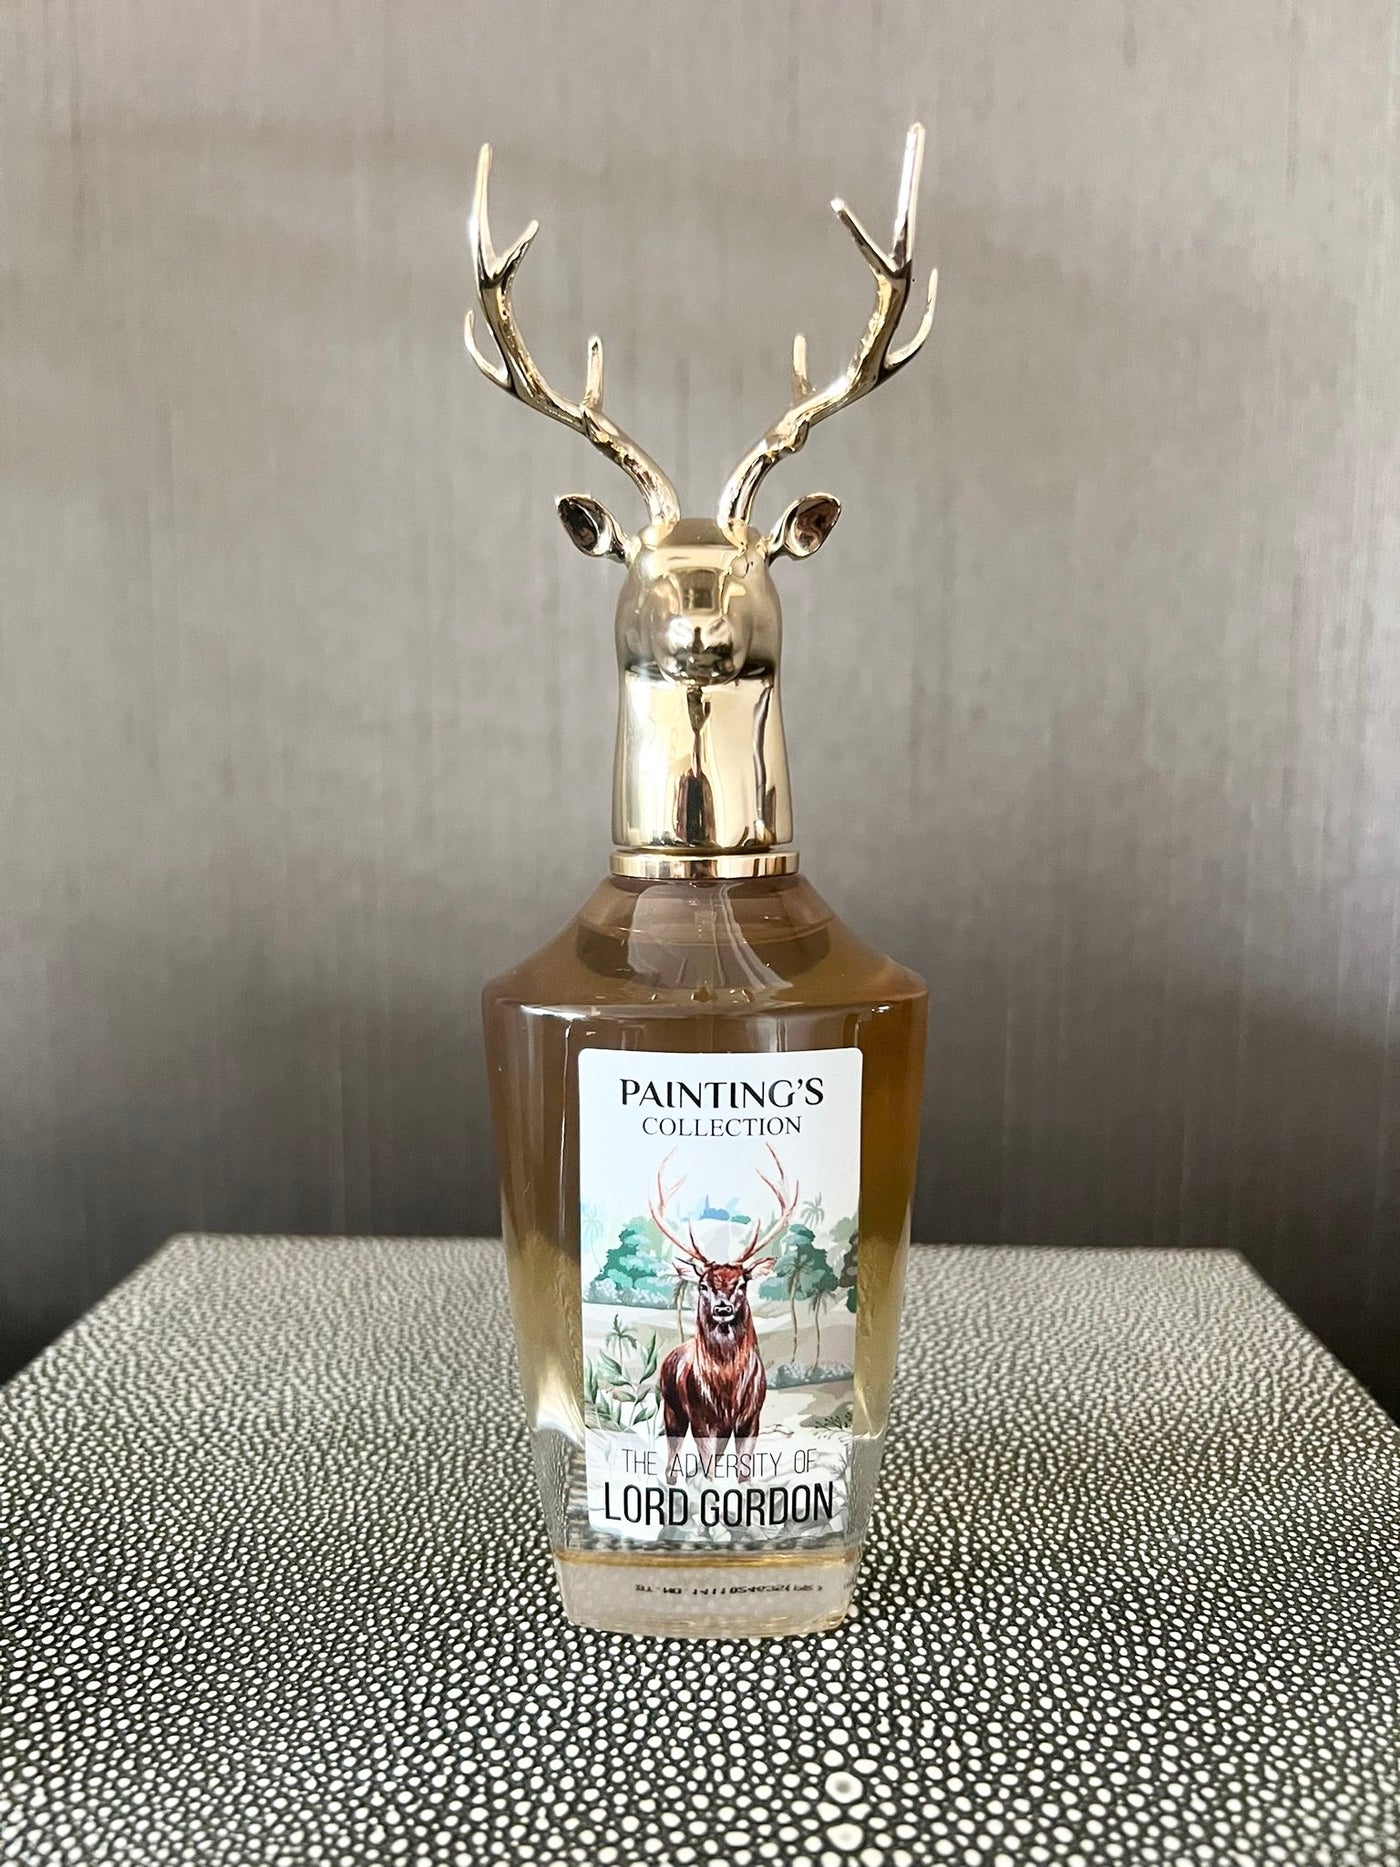 PAINTING'S
COLLECTION
THE ADVERSITY OF
LORD GORDON